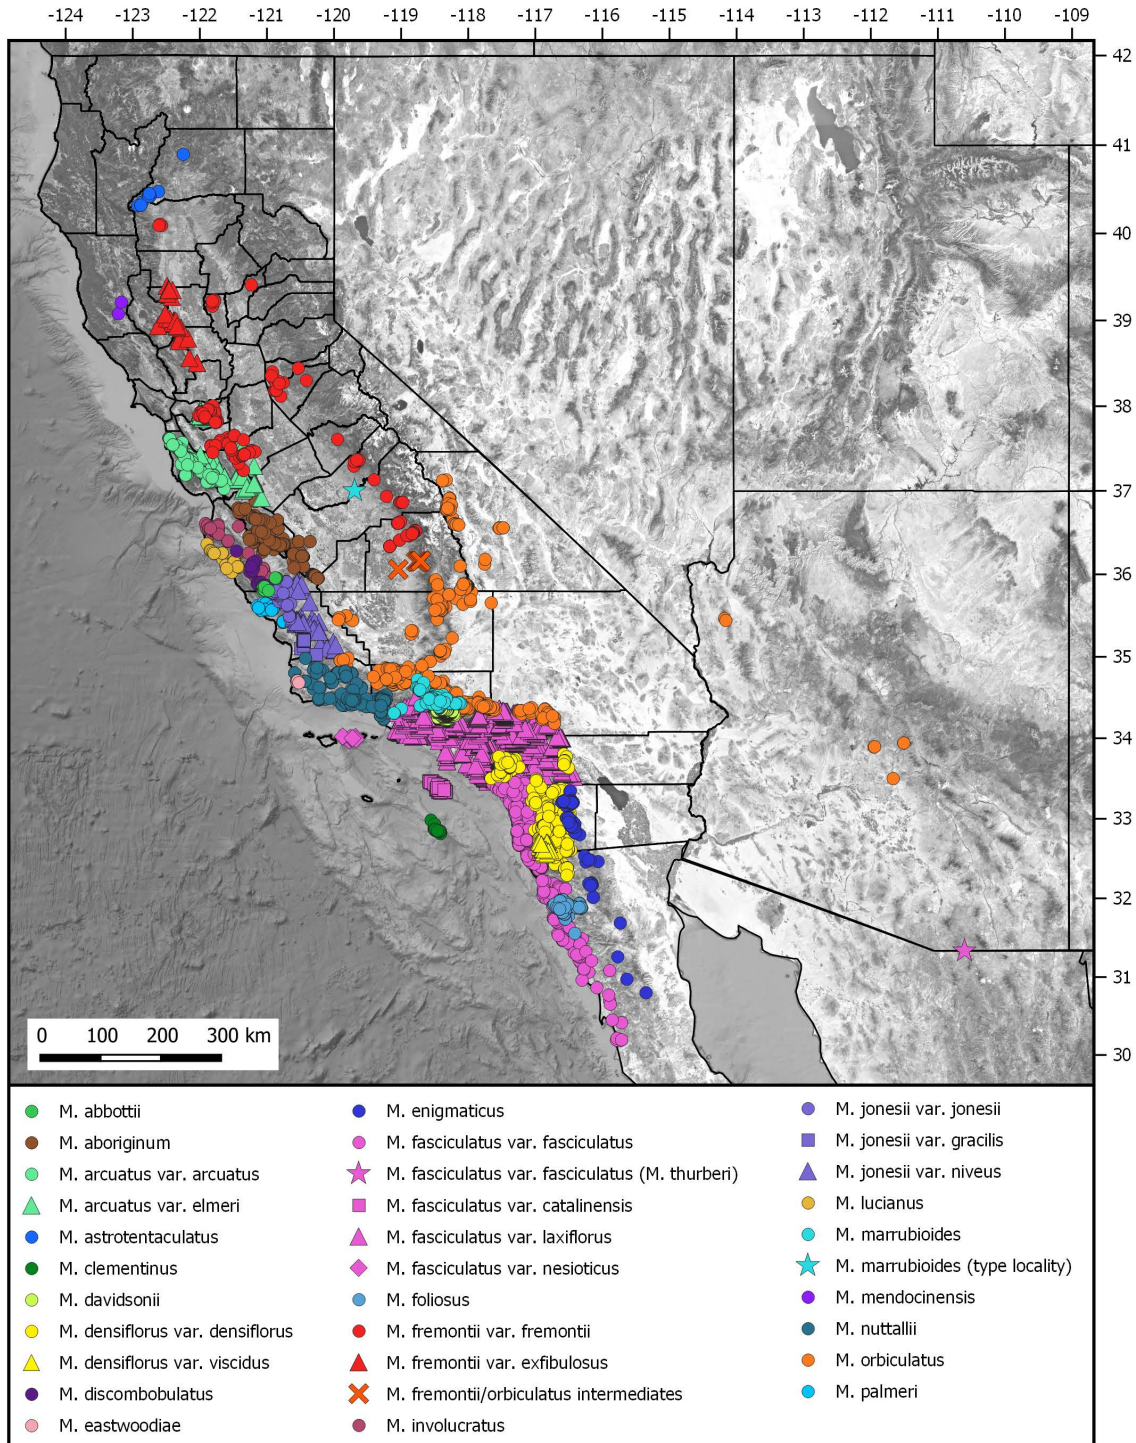 -124 -123 -122 -121 -120 -119 -118 -117 -116 -115 -114 -113 -112 -111 -110 -109
42
41
40
39
38
37
36
35
34
33
32
31
30
0 100 200 300 km
M. abbottii
M. aboriginum
M. arcuatus var. arcuatus
M. arcuatus var. elmeri
M. astrotentaculatus
M. clementinus
M. davidsonii
M. densiflorus var. densiflorus
M. densiflorus var. viscidus
M. discombobulatus
M. eastwoodiae
M. enigmaticus
M. fasciculatus var. fasciculatus
M. fasciculatus var. fasciculatus (M. thurberi)
M. fasciculatus var. catalinensis
M. fasciculatus var. laxiflorus
M. fasciculatus var. nesioticus
M. foliosus
M. fremontii var. fremontii
M. fremontii var. exfibulosus
M. fremontii/orbiculatus intermediates
M. involucratus
M. jonesii var. jonesii
M. jonesii var. gracilis
M. jonesii var. niveus
M. lucianus
M. marrubioides
M. marrubioides (type locality)
M. mendocinensis
M. nuttallii
M. orbiculatus
M. palmeri